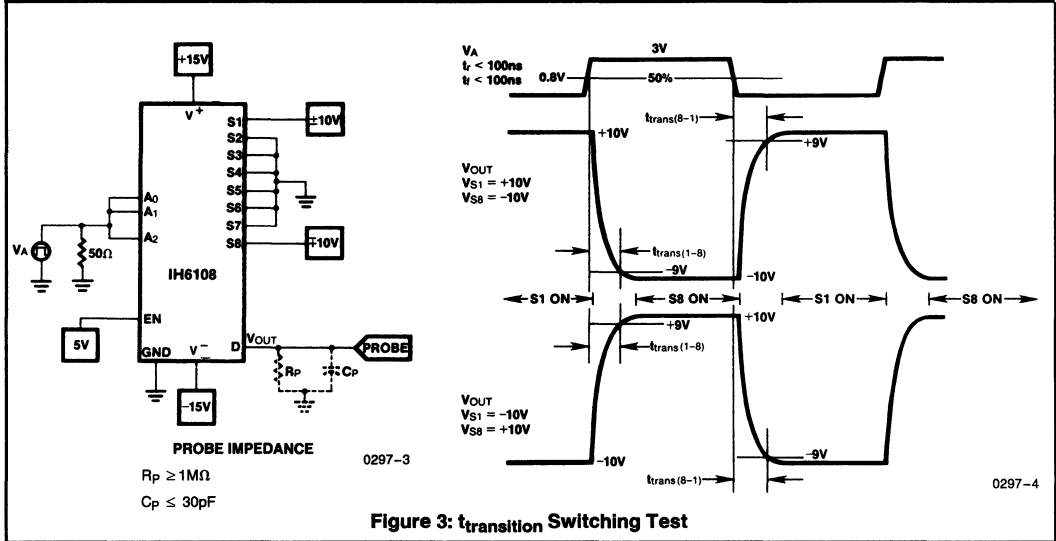 +15V
V+
S1
±10V
S2
S3
S4
S5
S6
S7
S8
∓10V
A0
A1
A2
VA
50Ω
IH6108
EN
5V
GND
V−
D
VOUT
PROBE
RP
CP
−15V
PROBE IMPEDANCE
RP ≥ 1MΩ
CP ≤ 30pF
0297–3
VA
tr < 100ns
tf < 100ns
3V
0.8V
50%
ttrans(8–1)
+10V
+9V
VOUT
VS1 = +10V
VS8 = −10V
ttrans(1–8)
−9V
−10V
S1 ON
S8 ON
S1 ON
S8 ON
+10V
+9V
ttrans(1–8)
VOUT
VS1 = −10V
VS8 = +10V
−10V
−9V
ttrans(8–1)
0297–4
Figure 3: ttransition Switching Test